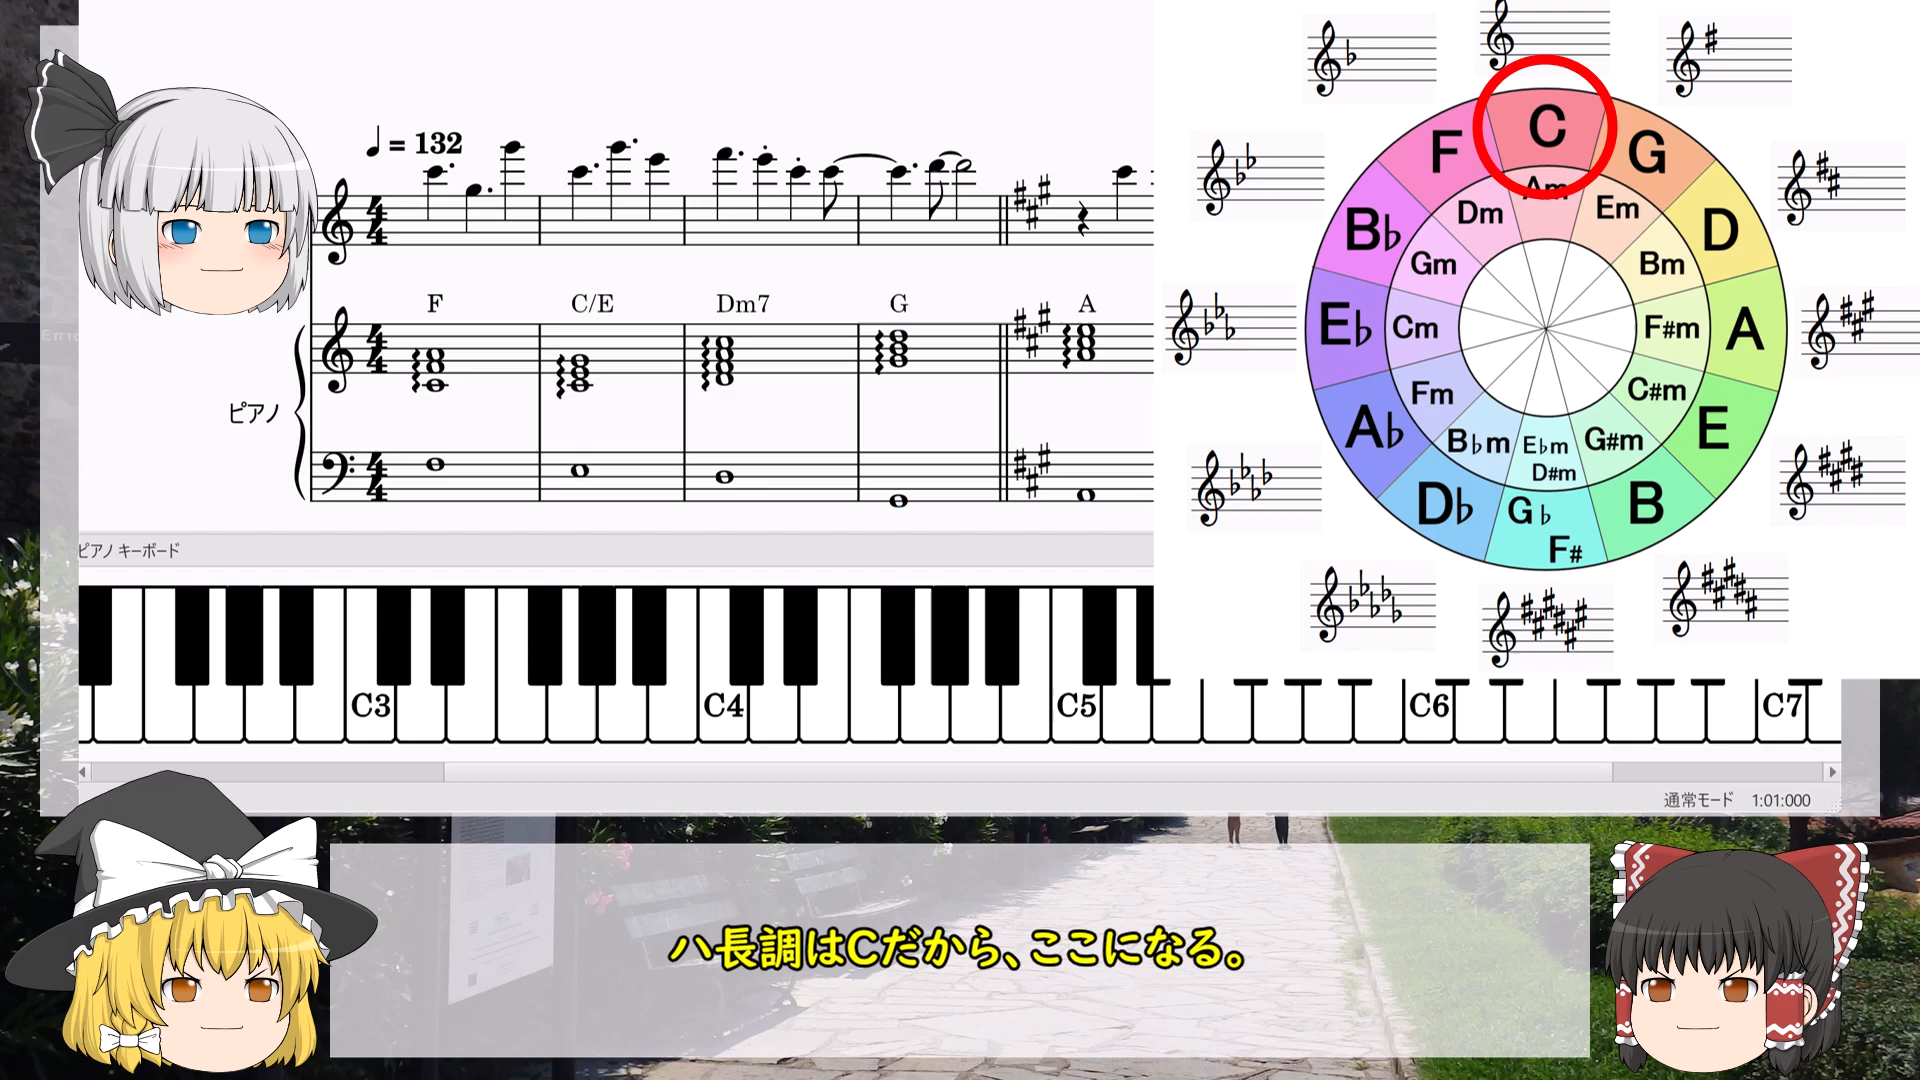 = 132
F C/E Dm7 G A
ピアノ
ピアノ キーボード
C3 C4 C5 C6 C7
通常モード 1:01:000
C
G
D
A
E
B
G♭
F#
D♭
A♭
E♭
B♭
F
Am
Em
Bm
F#m
C#m
G#m
E♭m
D#m
B♭m
Fm
Cm
Gm
Dm
ハ長調はCだから、ここになる。